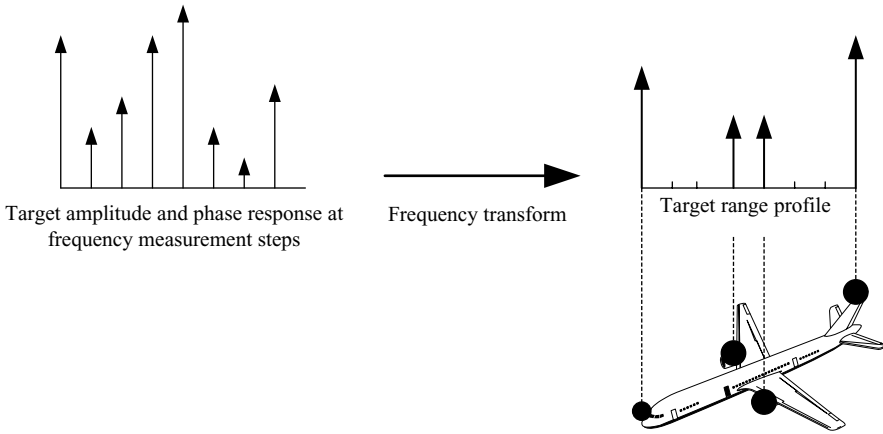 Target amplitude and phase response at
frequency measurement steps
Frequency transform
Target range profile